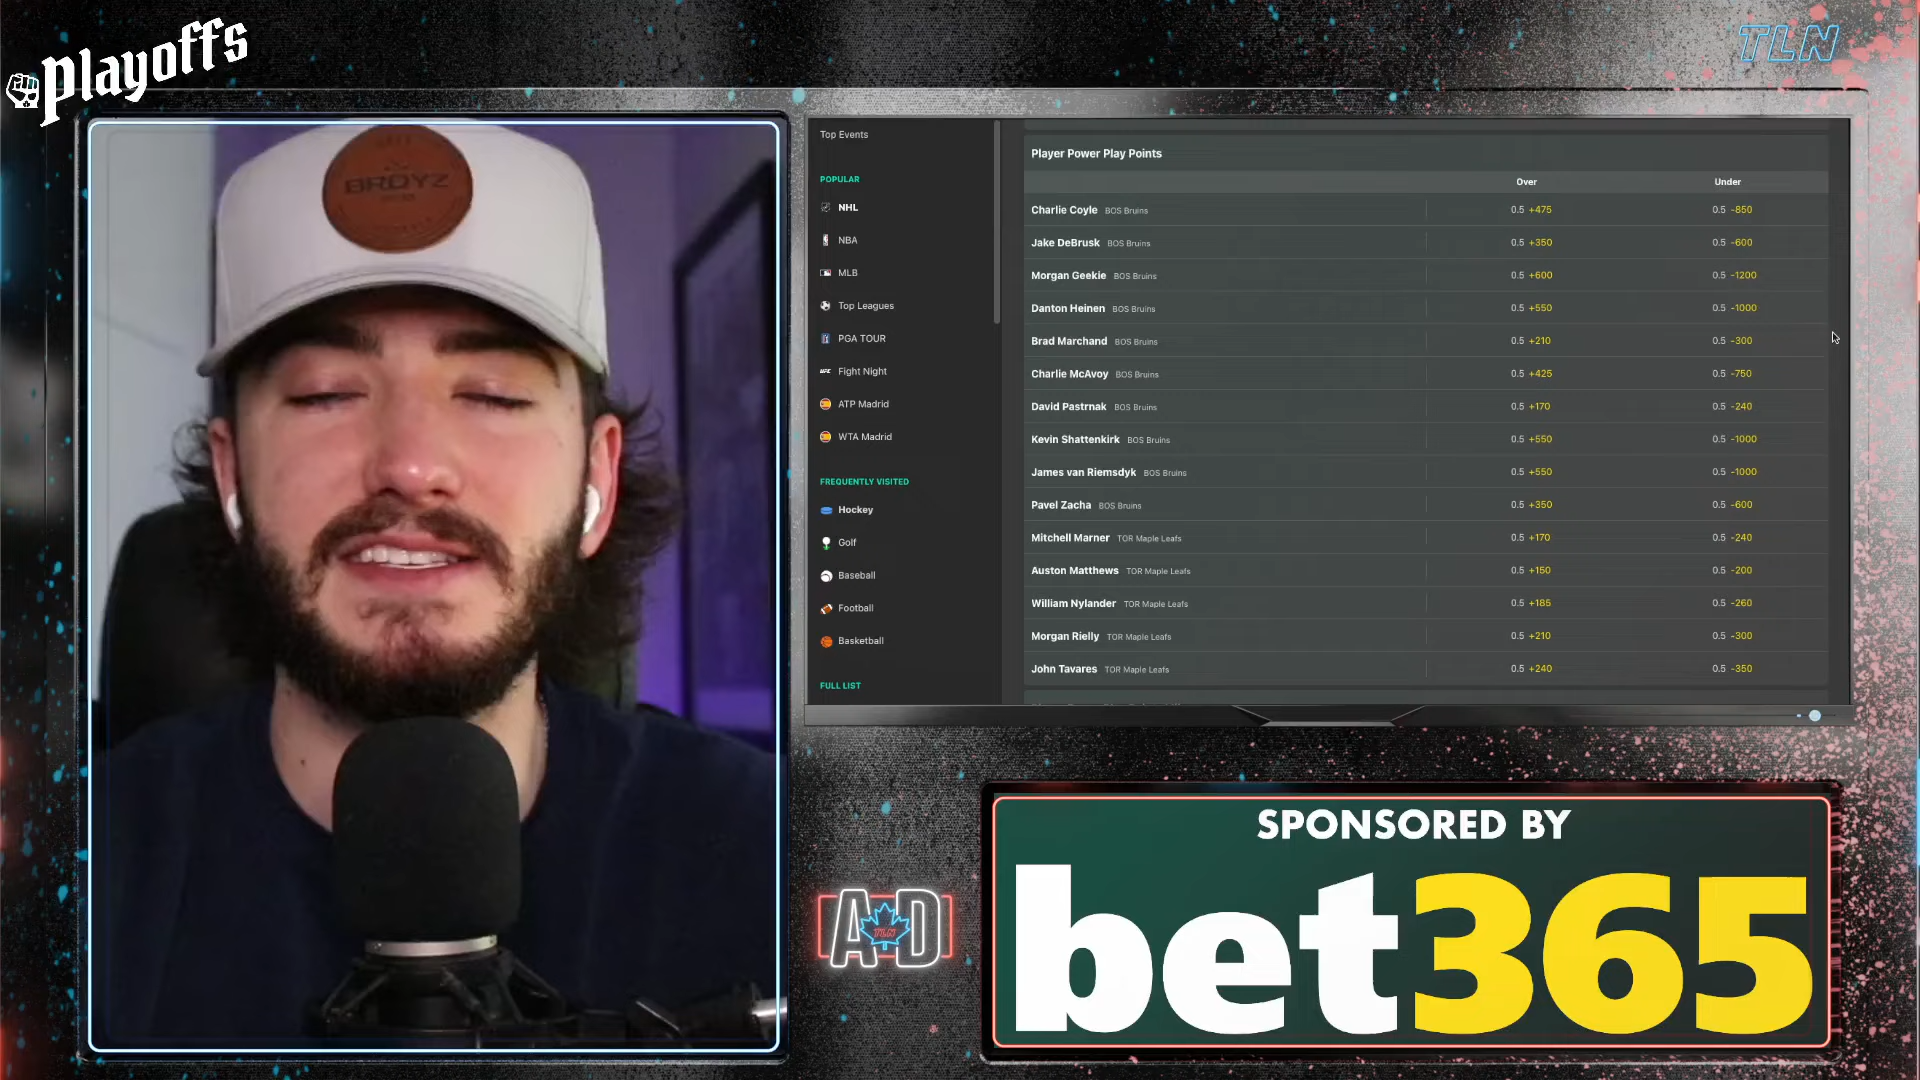 playoffs
TLN
BRDYZ
Top Events
POPULAR
NHL
NBA
MLB
Top Leagues
PGA TOUR
Fight Night
ATP Madrid
WTA Madrid
FREQUENTLY VISITED
Hockey
Golf
Baseball
Football
Basketball
FULL LIST
Player Power Play Points
Over Under
Charlie Coyle BOS Bruins 0.5 +475 0.5 -850
Jake DeBrusk BOS Bruins 0.5 +350 0.5 -600
Morgan Geekie BOS Bruins 0.5 +600 0.5 -1200
Danton Heinen BOS Bruins 0.5 +550 0.5 -1000
Brad Marchand BOS Bruins 0.5 +210 0.5 -300
Charlie McAvoy BOS Bruins 0.5 +425 0.5 -750
David Pastrnak BOS Bruins 0.5 +170 0.5 -240
Kevin Shattenkirk BOS Bruins 0.5 +550 0.5 -1000
James van Riemsdyk BOS Bruins 0.5 +550 0.5 -1000
Pavel Zacha BOS Bruins 0.5 +350 0.5 -600
Mitchell Marner TOR Maple Leafs 0.5 +170 0.5 -240
Auston Matthews TOR Maple Leafs 0.5 +150 0.5 -200
William Nylander TOR Maple Leafs 0.5 +185 0.5 -260
Morgan Rielly TOR Maple Leafs 0.5 +210 0.5 -300
John Tavares TOR Maple Leafs 0.5 +240 0.5 -350
A TLN D
SPONSORED BY
bet365